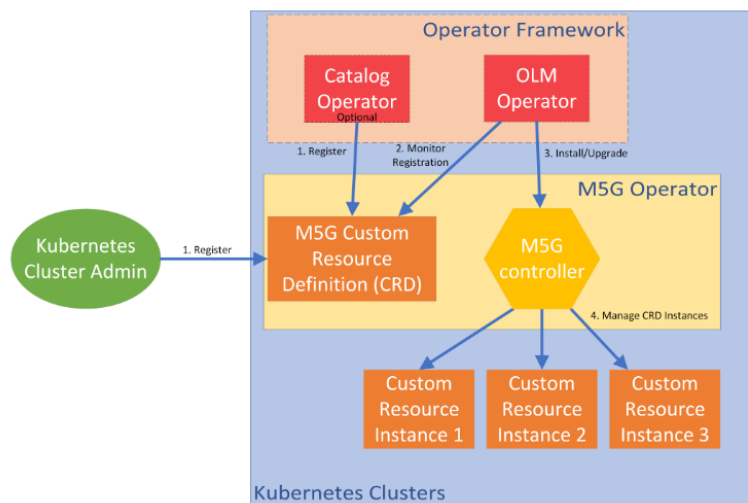 Operator Framework
Catalog
Operator
Optional
OLM
Operator
1. Register
2. Monitor
Registration
3. Install/Upgrade
M5G Operator
Kubernetes
Cluster Admin
1. Register
M5G Custom
Resource
Definition (CRD)
M5G
controller
4. Manage CRD Instances
Custom
Resource
Instance 1
Custom
Resource
Instance 2
Custom
Resource
Instance 3
Kubernetes Clusters